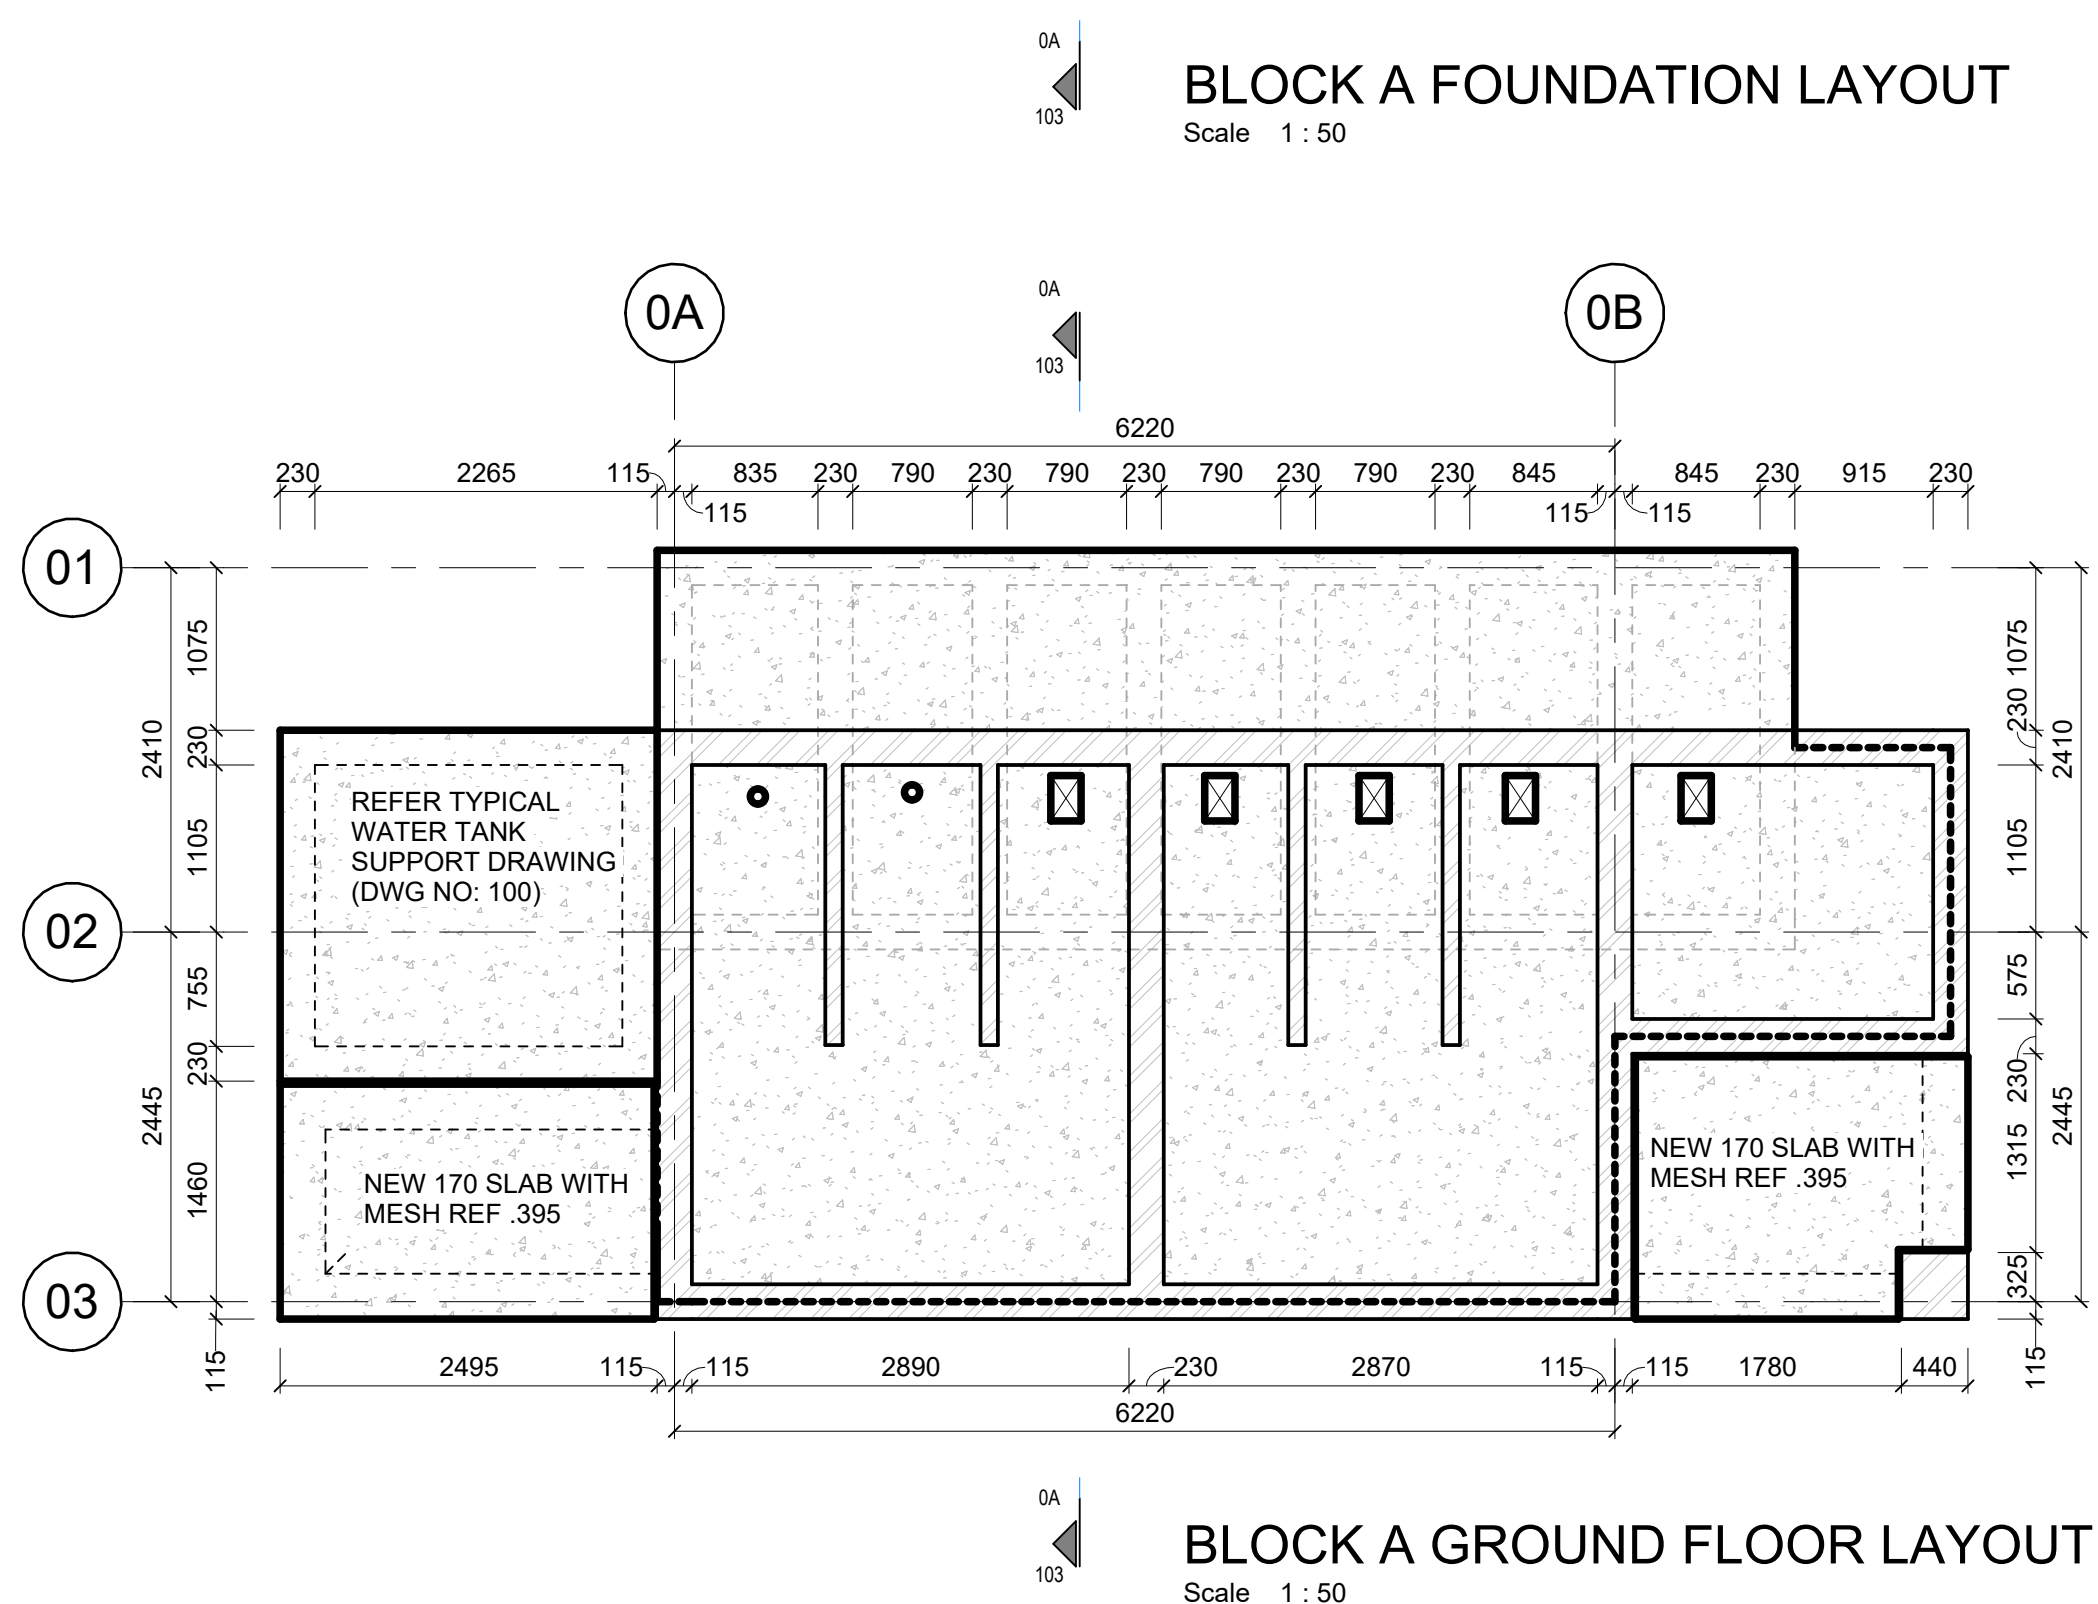 0A
103
BLOCK A FOUNDATION LAYOUT
Scale 1 : 50
0A
0A
103
0B
6220
230 2265 115 835 230 790 230 790 230 790 230 790 230 845 845 230 915 230
115 115 115
01
1075
1075
230
2410
230
2410
REFER TYPICAL
WATER TANK
SUPPORT DRAWING
(DWG NO: 100)
1105
1105
02
755
575
230
230
2445
2445
1460
NEW 170 SLAB WITH
MESH REF .395
NEW 170 SLAB WITH
MESH REF .395
1315
325
03
115
115
2495 115 115 2890 230 2870 115 115 1780 440
6220
0A
103
BLOCK A GROUND FLOOR LAYOUT
Scale 1 : 50